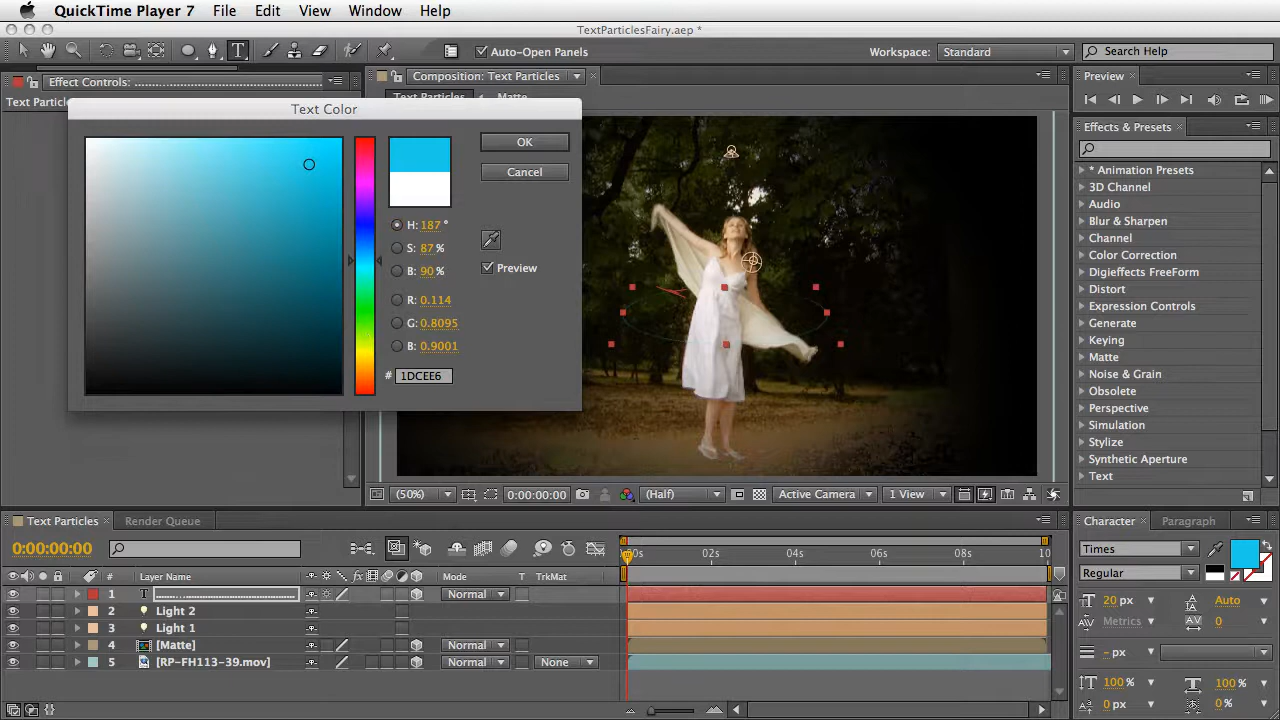 QuickTime Player 7 File Edit View Window Help
TextParticlesFairy.aep *
T Auto-Open Panels Workspace: Standard Search Help
Effect Controls: Composition: Text Particles Preview
Text Particles Matte
Text Particle
Text Color
OK
Cancel
H: 187 °
S: 87 %
B: 90 %
Preview
R: 0.114
G: 0.8095
B: 0.9001
# 1DCEE6
Effects & Presets
* Animation Presets
3D Channel
Audio
Blur & Sharpen
Channel
Color Correction
Digieffects FreeForm
Distort
Expression Controls
Generate
Keying
Matte
Noise & Grain
Obsolete
Perspective
Simulation
Stylize
Synthetic Aperture
Text
(50%) 0:00:00:00 (Half) Active Camera 1 View
Text Particles Render Queue
0:00:00:00
02s 04s 06s 08s 10
# Layer Name Mode T TrkMat
1 T Normal
2 Light 2
3 Light 1
4 [Matte] Normal
5 [RP-FH113-39.mov] Normal None
Character Paragraph
Times
Regular
20 px Auto
Metrics 0
- px
100 % 100 %
0 px 0 %